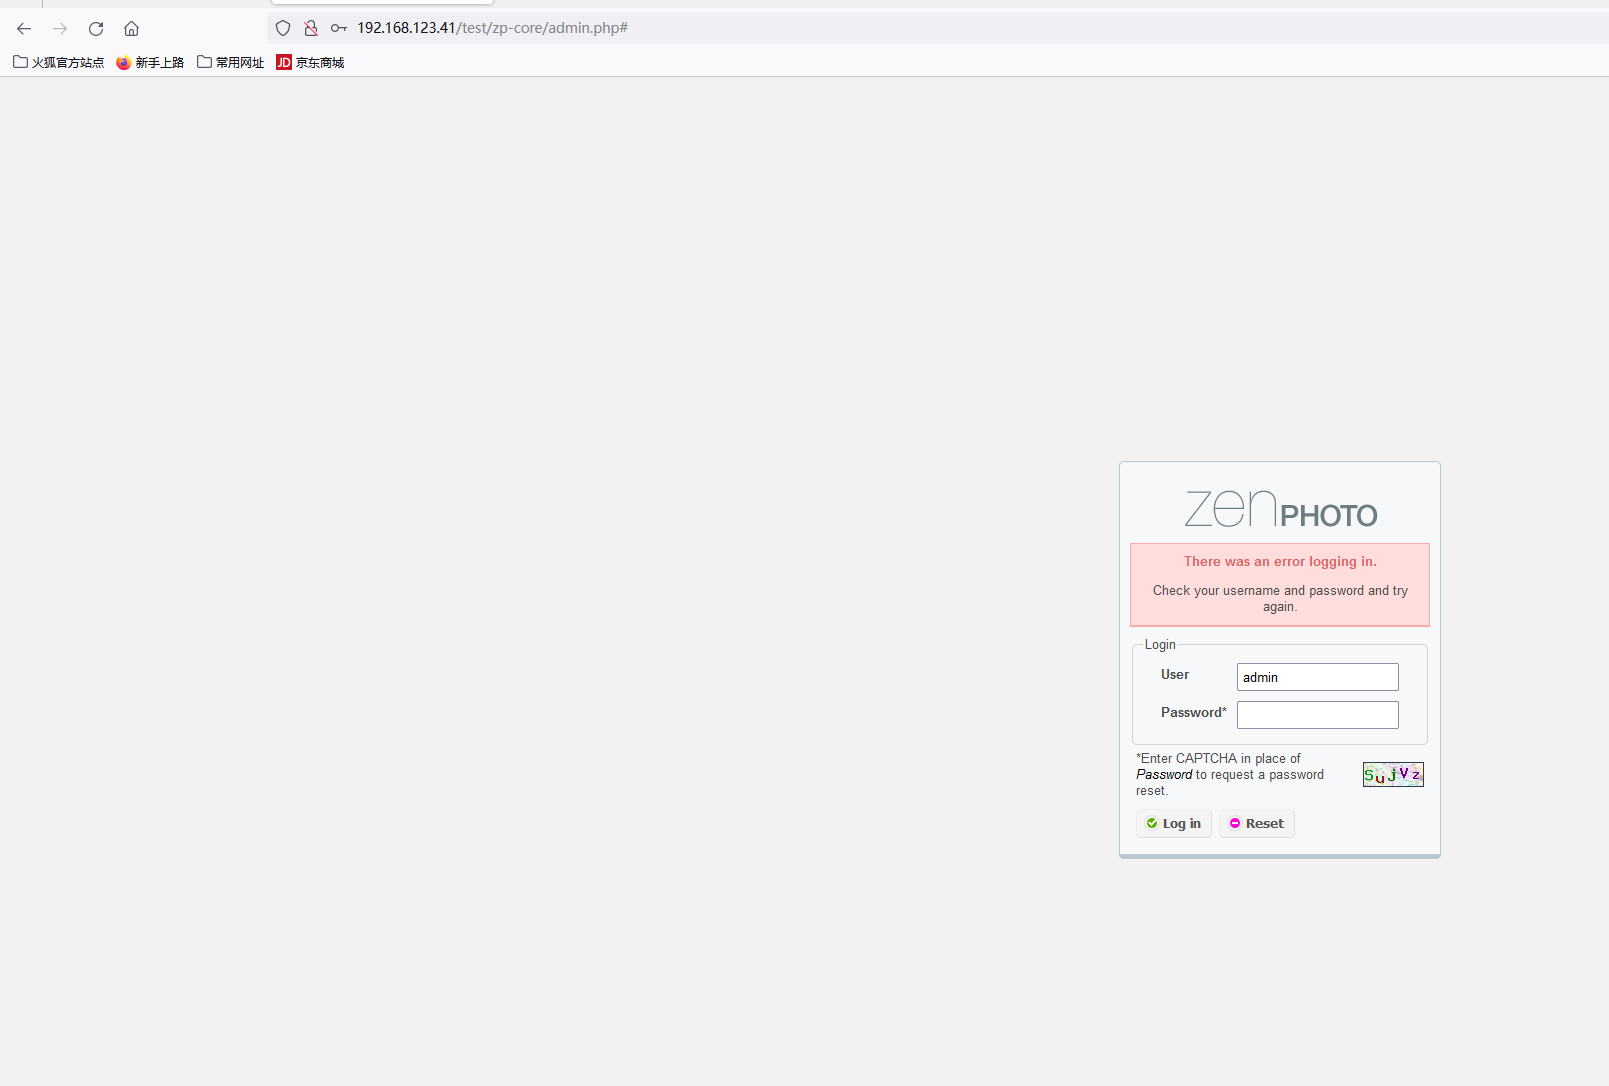 192.168.123.41/test/zp-core/admin.php#
火狐官方站点 新手上路 常用网址 JD 京东商城
zenPHOTO
There was an error logging in.
Check your username and password and try
again.
Login
User admin
Password*
*Enter CAPTCHA in place of
Password to request a password
reset.
SujVz
Log in Reset